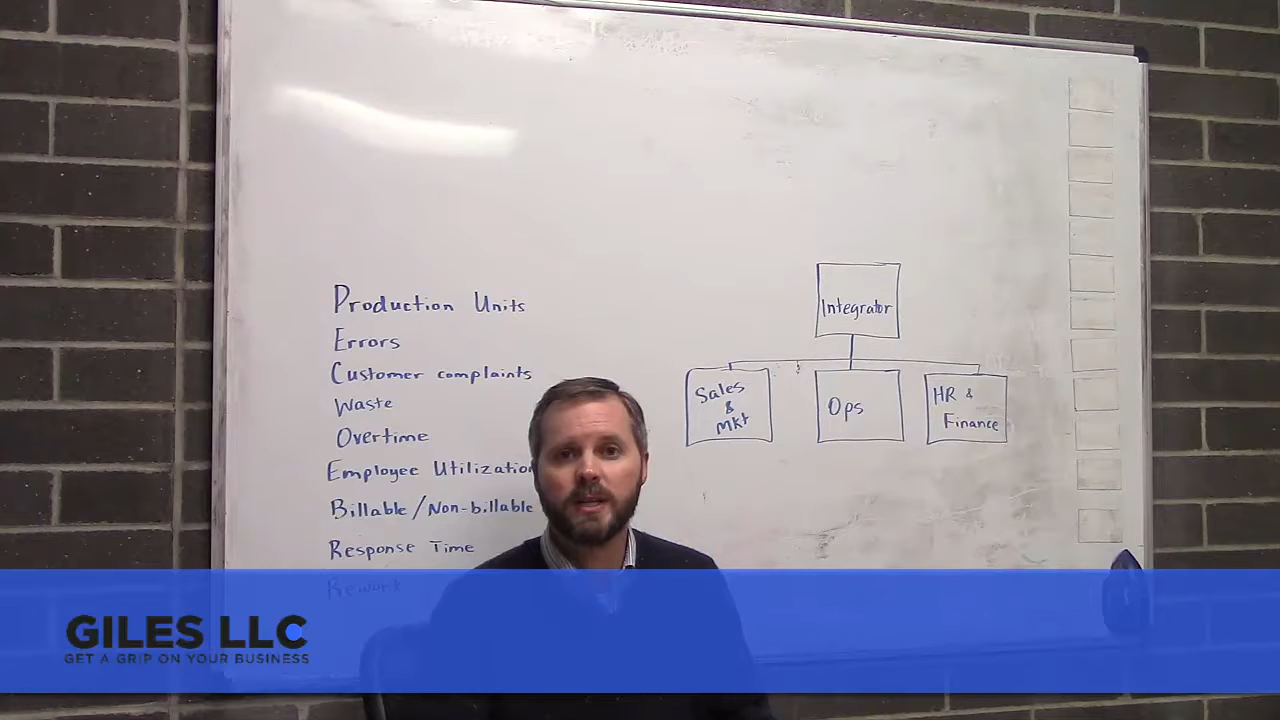 Production Units
Errors
Customer complaints
Waste
Overtime
Employee Utilization
Billable/Non-billable
Response Time
Rework
Integrator
Sales
&
Mkt
Ops
HR &
Finance
GILES LLC
GET A GRIP ON YOUR BUSINESS